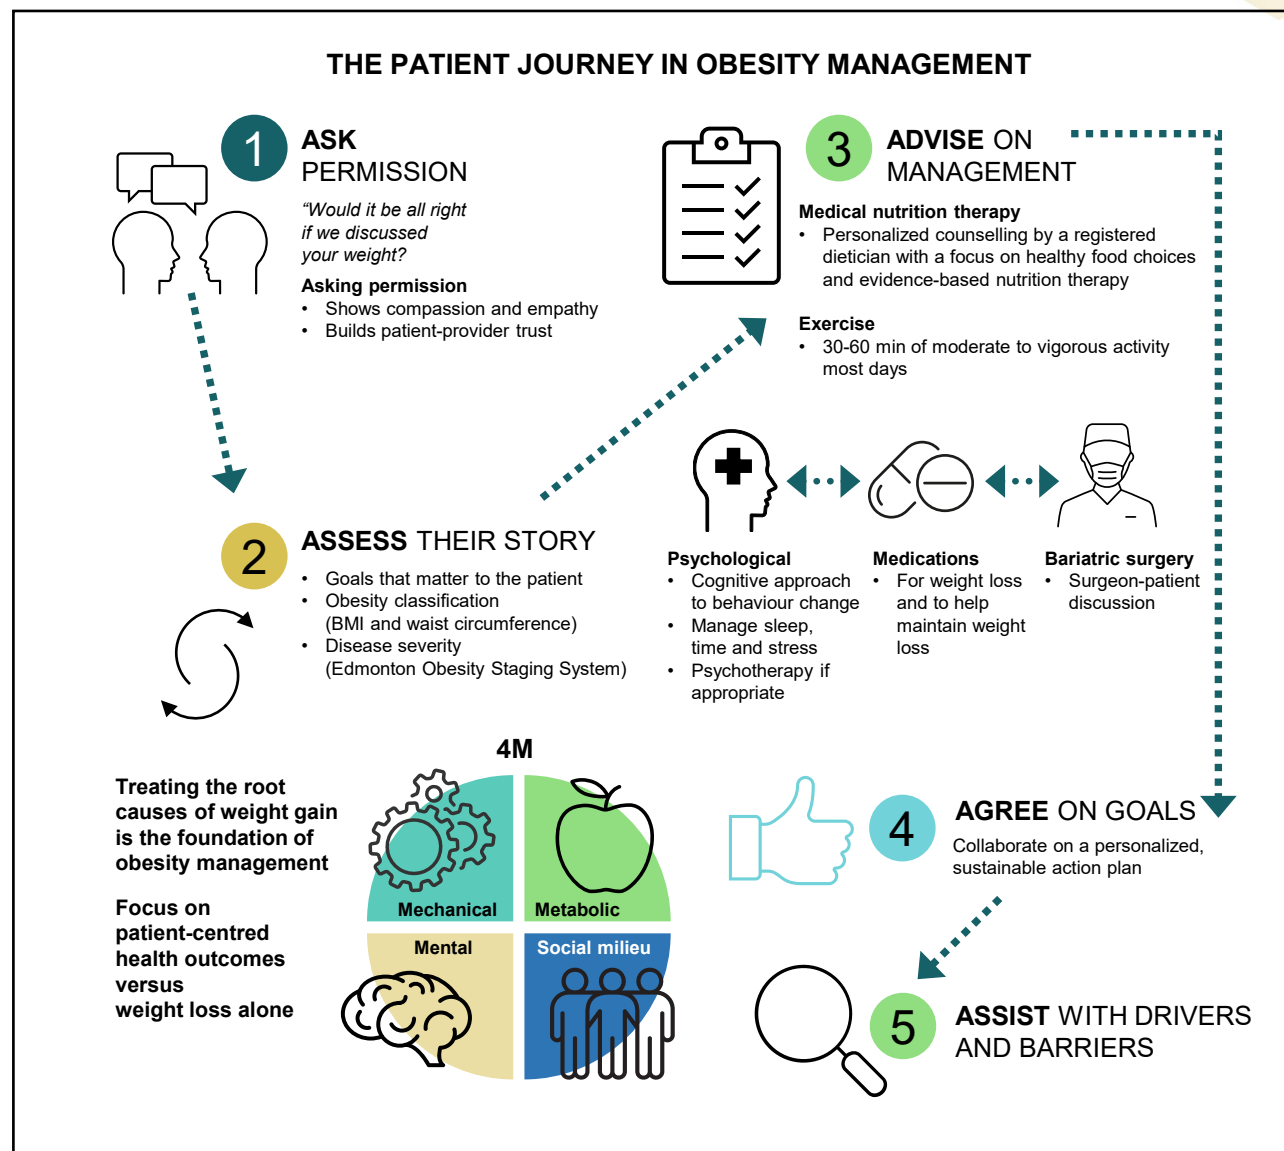 THE PATIENT JOURNEY IN OBESITY MANAGEMENT
1
ASK
PERMISSION
“Would it be all right
if we discussed
your weight?
Asking permission
• Shows compassion and empathy
• Builds patient-provider trust
2
ASSESS THEIR STORY
• Goals that matter to the patient
• Obesity classification
(BMI and waist circumference)
• Disease severity
(Edmonton Obesity Staging System)
Treating the root
causes of weight gain
is the foundation of
obesity management
Focus on
patient-centred
health outcomes
versus
weight loss alone
4M
Mechanical
Metabolic
Mental
Social milieu
3
ADVISE ON
MANAGEMENT
Medical nutrition therapy
• Personalized counselling by a registered
dietician with a focus on healthy food choices
and evidence-based nutrition therapy
Exercise
• 30-60 min of moderate to vigorous activity
most days
Psychological
• Cognitive approach
to behaviour change
• Manage sleep,
time and stress
• Psychotherapy if
appropriate
Medications
• For weight loss
and to help
maintain weight
loss
Bariatric surgery
• Surgeon-patient
discussion
4
AGREE ON GOALS
Collaborate on a personalized,
sustainable action plan
5
ASSIST WITH DRIVERS
AND BARRIERS